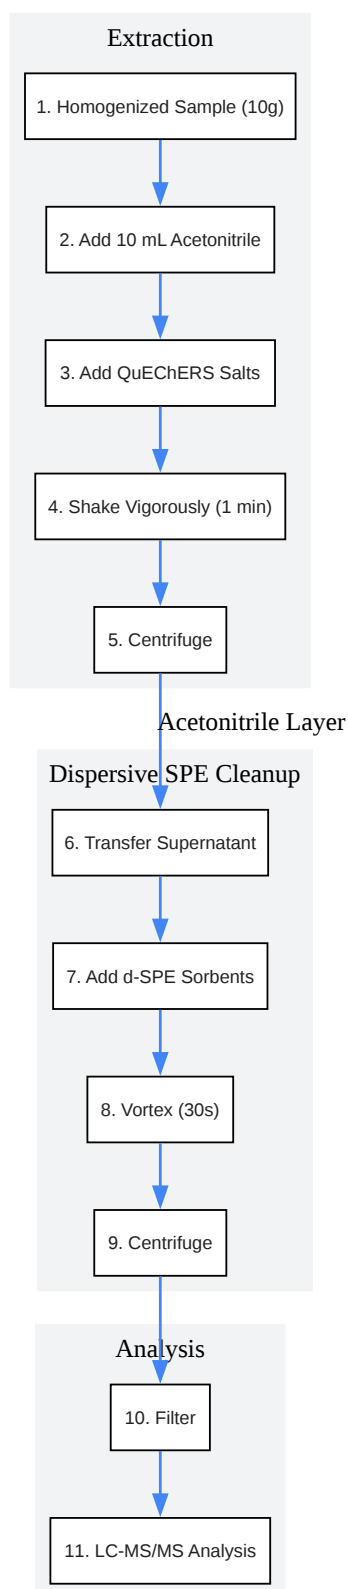 Extraction
1. Homogenized Sample (10g)
2. Add 10 mL Acetonitrile
3. Add QuEChERS Salts
4. Shake Vigorously (1 min)
5. Centrifuge
Acetonitrile Layer
Dispersive SPE Cleanup
6. Transfer Supernatant
7. Add d-SPE Sorbents
8. Vortex (30s)
9. Centrifuge
Analysis
10. Filter
11. LC-MS/MS Analysis